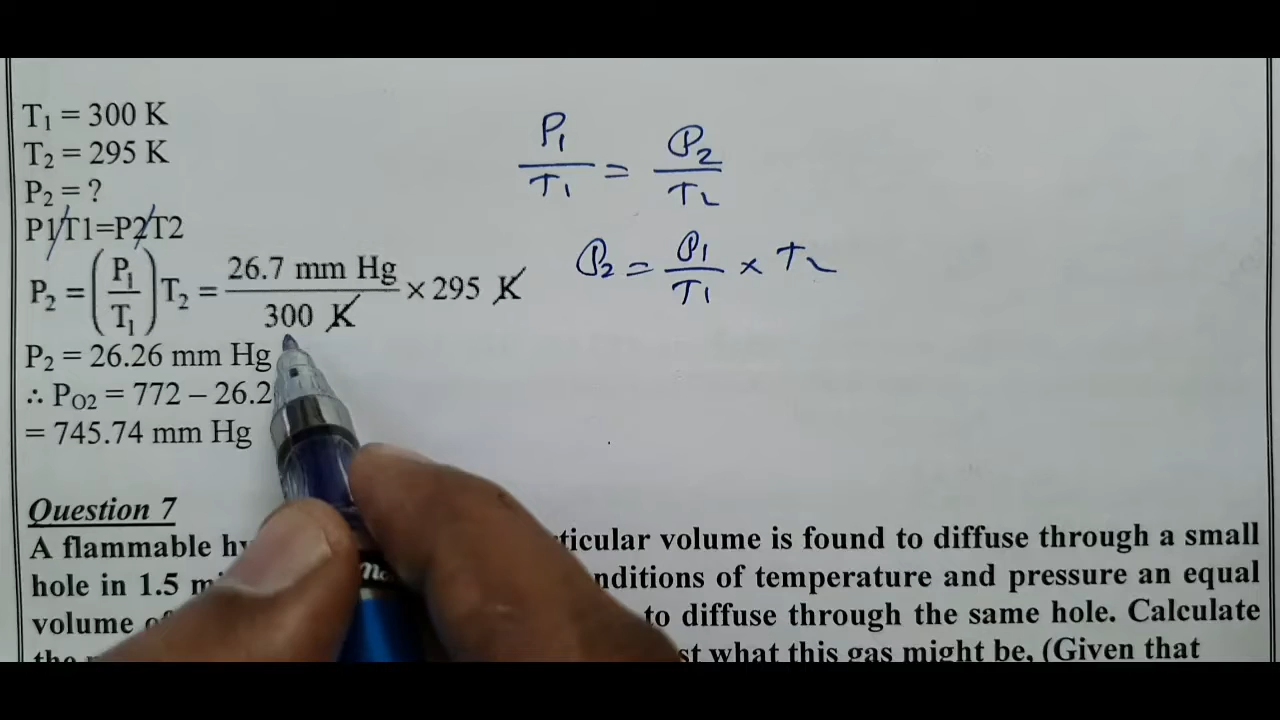 T1 = 300 K
T2 = 295 K
P2 = ?
P1/T1=P2/T2
P2 = (P1/T1) T2 = 26.7 mm Hg / 300 K × 295 K
P2 = 26.26 mm Hg
∴ PO2 = 772 – 26.2
= 745.74 mm Hg
P1/T1 = P2/T2
P2 = P1/T1 × T2
Question 7
A flammable ticular volume is found to diffuse through a small
hole in 1.5 nditions of temperature and pressure an equal
volume to diffuse through the same hole. Calculate
the st what this gas might be, (Given that